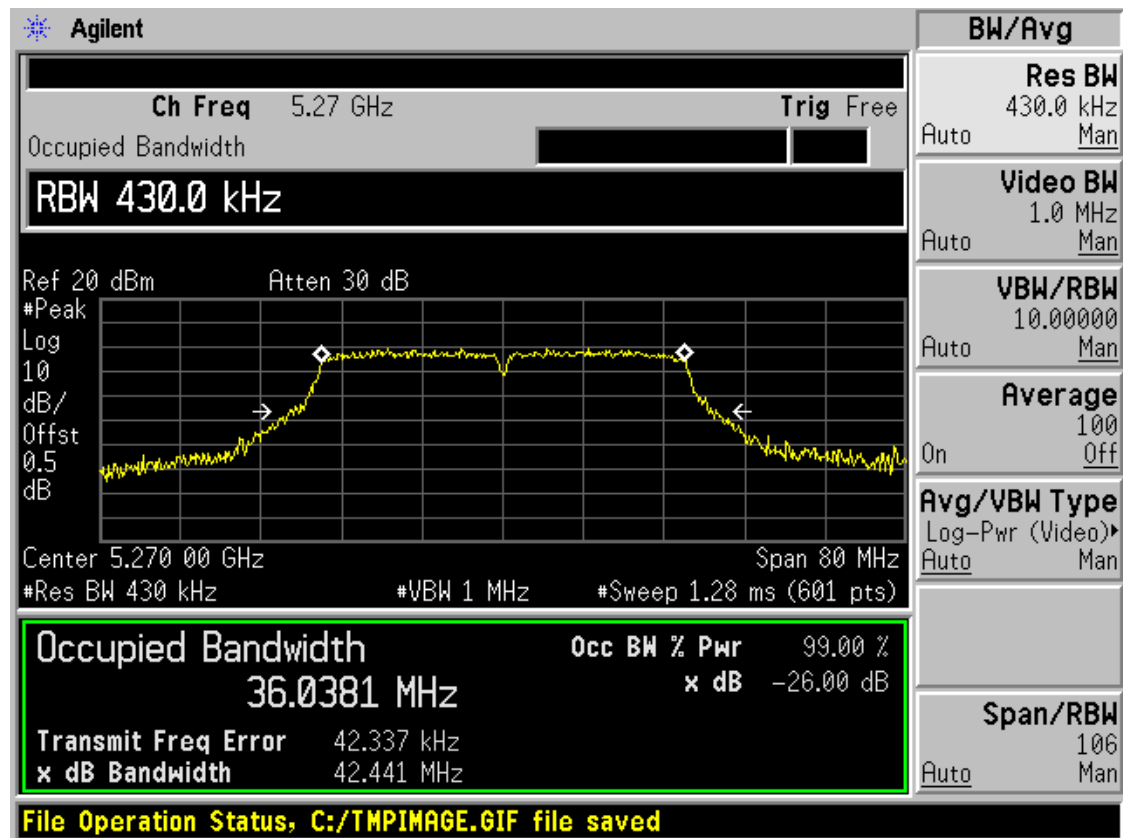 Agilent
BW/Avg
Ch Freq 5.27 GHz Trig Free
Occupied Bandwidth
RBW 430.0 kHz
Ref 20 dBm Atten 30 dB
#Peak
Log
10
dB/
Offst
0.5
dB
Center 5.270 00 GHz Span 80 MHz
#Res BW 430 kHz #VBW 1 MHz #Sweep 1.28 ms (601 pts)
Occupied Bandwidth
36.0381 MHz
Occ BW % Pwr 99.00 %
x dB -26.00 dB
Transmit Freq Error 42.337 kHz
x dB Bandwidth 42.441 MHz
Res BW
430.0 kHz
Auto Man
Video BW
1.0 MHz
Auto Man
VBW/RBW
10.00000
Auto Man
Average
100
On Off
Avg/VBW Type
Log-Pwr (Video)
Auto Man
Span/RBW
106
Auto Man
File Operation Status, C:/TMPIMAGE.GIF file saved